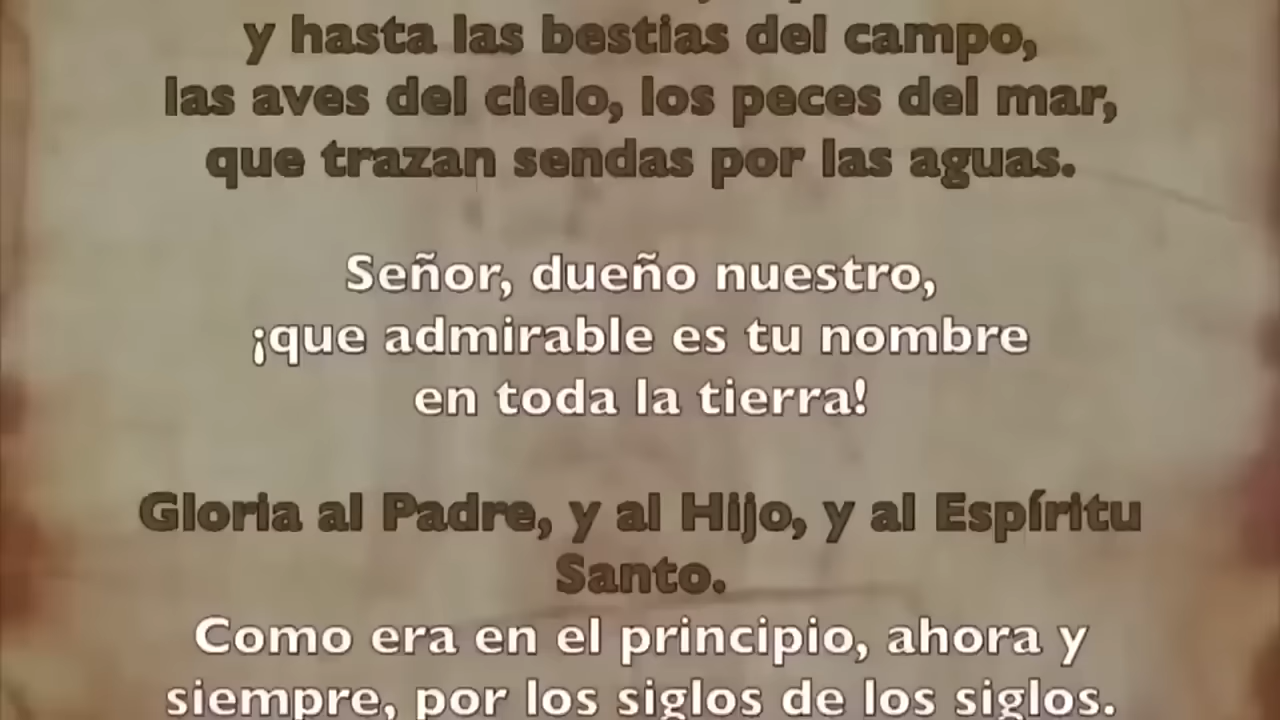 y hasta las bestias del campo,
las aves del cielo, los peces del mar,
que trazan sendas por las aguas.
Señor, dueño nuestro,
¡que admirable es tu nombre
en toda la tierra!
Gloria al Padre, y al Hijo, y al Espíritu
Santo.
Como era en el principio, ahora y
siempre, por los siglos de los siglos.